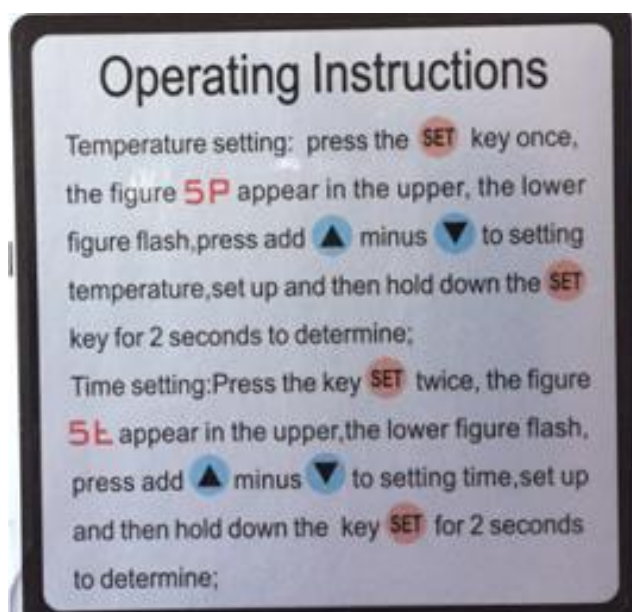 Operating Instructions
Temperature setting: press the SET key once,
the figure SP appear in the upper, the lower
figure flash,press add ▲ minus ▼ to setting
temperature,set up and then hold down the SET
key for 2 seconds to determine;
Time setting:Press the key SET twice, the figure
St appear in the upper,the lower figure flash,
press add ▲ minus ▼ to setting time,set up
and then hold down the key SET for 2 seconds
to determine;